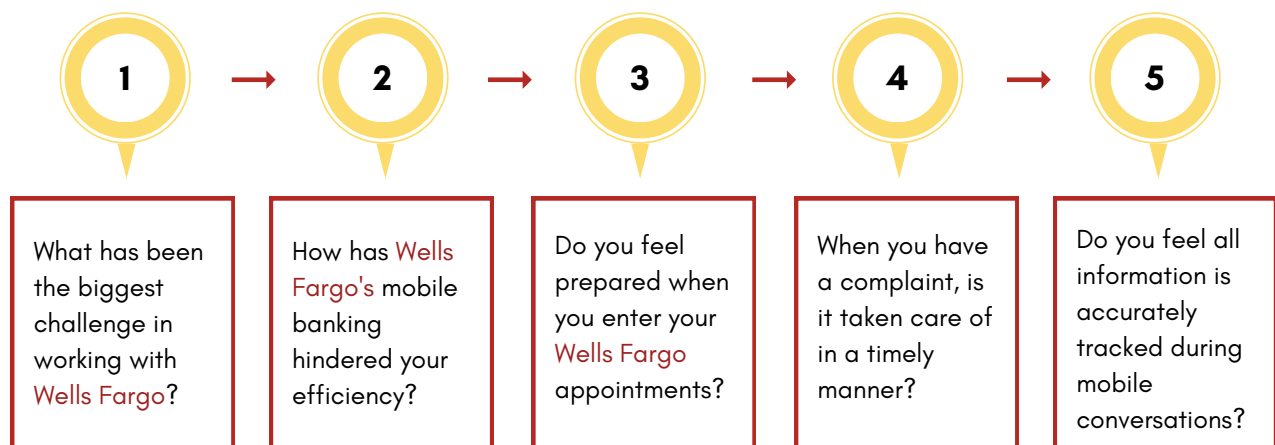 1
2
3
4
5
What has been
the biggest
challenge in
working with
Wells Fargo?
How has Wells
Fargo's mobile
banking
hindered your
efficiency?
Do you feel
prepared when
you enter your
Wells Fargo
appointments?
When you have
a complaint, is
it taken care of
in a timely
manner?
Do you feel all
information is
accurately
tracked during
mobile
conversations?